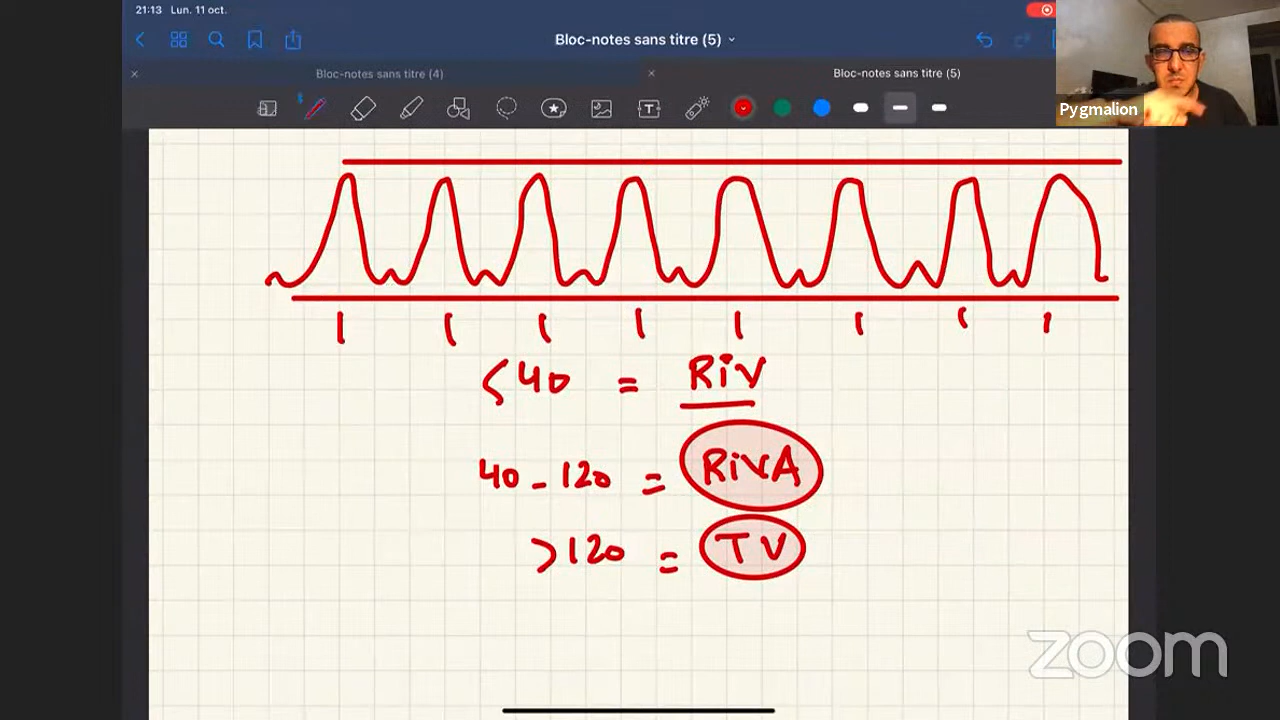 21:13 Lun. 11 oct.
Bloc-notes sans titre (5)
Bloc-notes sans titre (4)
Bloc-notes sans titre (5)
T
Pygmalion
< 40 = RiV
40 - 120 = RiVA
> 120 = TV
zoom